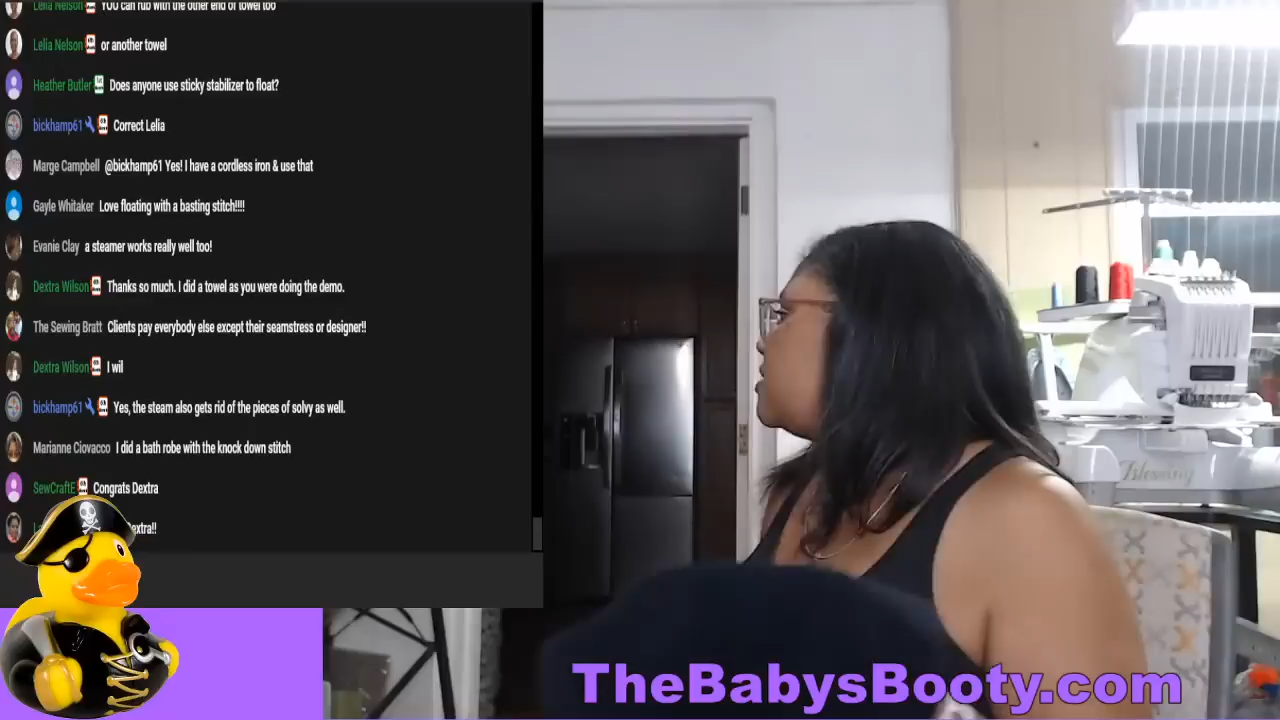 Lelia Nelson YOU can rub with the other end of towel too
Lelia Nelson or another towel
Heather Butler Does anyone use sticky stabilizer to float?
bickhamp61 Correct Lelia
Marge Campbell @bickhamp61 Yes! I have a cordless iron & use that
Gayle Whitaker Love floating with a basting stitch!!!!
Evanie Clay a steamer works really well too!
Dextra Wilson Thanks so much. I did a towel as you were doing the demo.
The Sewing Bratt Clients pay everybody else except their seamstress or designer!!
Dextra Wilson I wil
bickhamp61 Yes, the steam also gets rid of the pieces of solvy as well.
Marianne Ciovacco I did a bath robe with the knock down stitch
SewCraftE Congrats Dextra
TheBabysBooty.com